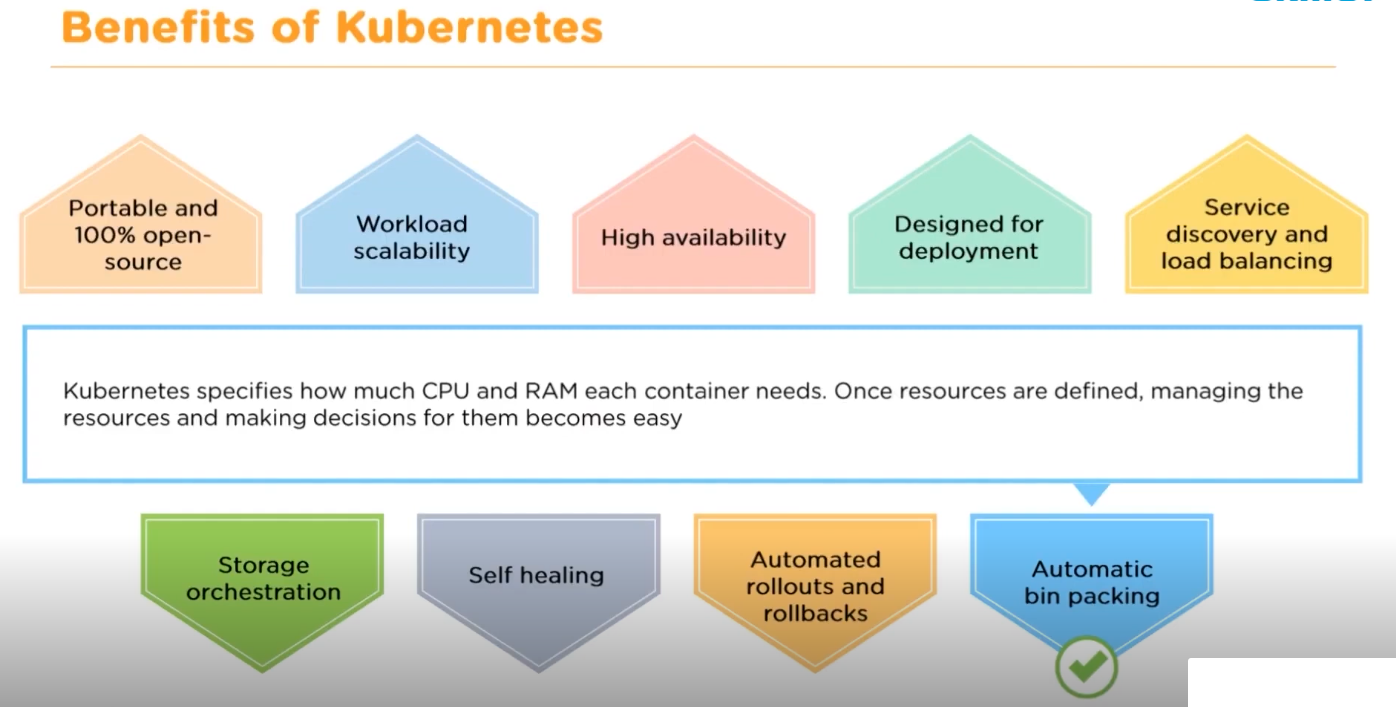 Benefits of Kubernetes
Portable and
100% open-
source
Workload
scalability
High availability
Designed for
deployment
Service
discovery and
load balancing
Kubernetes specifies how much CPU and RAM each container needs. Once resources are defined, managing the
resources and making decisions for them becomes easy
Storage
orchestration
Self healing
Automated
rollouts and
rollbacks
Automatic
bin packing